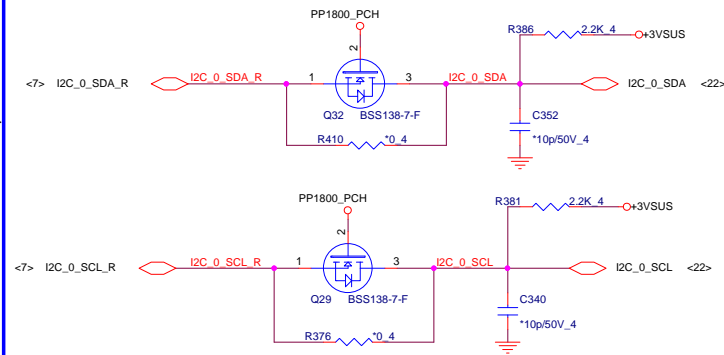 PP1800_PCH
R386 2.2K_4 +3VSUS
2
<7> I2C_0_SDA_R I2C_0_SDA_R 1 3 I2C_0_SDA I2C_0_SDA <22>
Q32 BSS138-7-F C352
R410 *0_4 *10p/50V_4
PP1800_PCH
R381 2.2K_4 +3VSUS
2
<7> I2C_0_SCL_R I2C_0_SCL_R 1 3 I2C_0_SCL I2C_0_SCL <22>
Q29 BSS138-7-F C340
R376 *0_4 *10p/50V_4